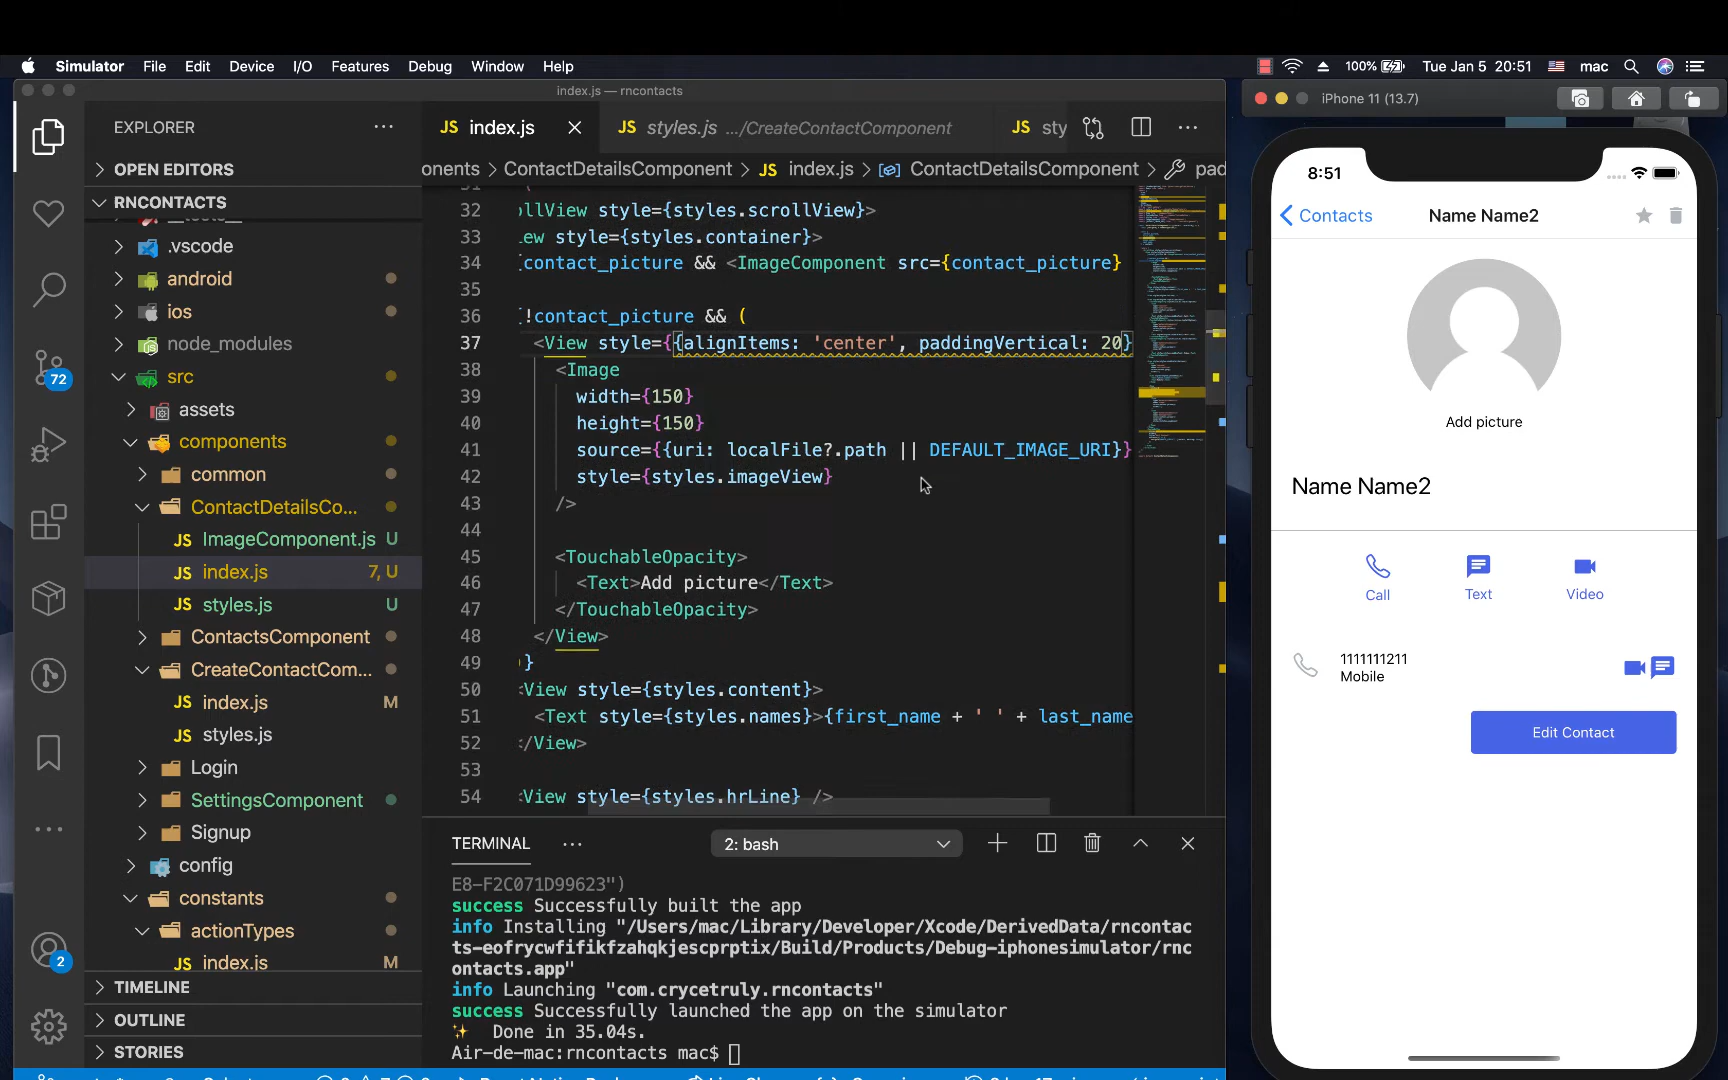 Simulator File Edit Device I/O Features Debug Window Help
100% Tue Jan 5 20:51 mac
index.js — rncontacts
EXPLORER
OPEN EDITORS
RNCONTACTS
__tests__
.vscode
android
ios
node_modules
src
assets
components
common
ContactDetailsCo...
JS ImageComponent.js U
JS index.js 7, U
JS styles.js U
ContactsComponent
CreateContactCom...
JS index.js M
JS styles.js
Login
SettingsComponent
Signup
config
constants
actionTypes
JS index.js M
TIMELINE
OUTLINE
STORIES
72
2
JS index.js JS styles.js .../CreateContactComponent JS sty
onents > ContactDetailsComponent > JS index.js > ContactDetailsComponent > pad
31 (
32 ollView style={styles.scrollView}>
33 ew style={styles.container}>
34 {contact_picture && <ImageComponent src={contact_picture}
35
36 {!contact_picture && (
37 <View style={{alignItems: 'center', paddingVertical: 20}
38 <Image
39 width={150}
40 height={150}
41 source={{uri: localFile?.path || DEFAULT_IMAGE_URI}}
42 style={styles.imageView}
43 />
44
45 <TouchableOpacity>
46 <Text>Add picture</Text>
47 </TouchableOpacity>
48 </View>
49 )}
50 <View style={styles.content}>
51 <Text style={styles.names}>{first_name + ' ' + last_name
52 </View>
53
54 <View style={styles.hrLine} />
TERMINAL 2: bash
E8-F2C071D99623")
success Successfully built the app
info Installing "/Users/mac/Library/Developer/Xcode/DerivedData/rncontac
ts-eofrycwfifikfzahqkjescprptix/Build/Products/Debug-iphonesimulator/rnc
ontacts.app"
info Launching "com.crycetruly.rncontacts"
success Successfully launched the app on the simulator
✨ Done in 35.04s.
Air-de-mac:rncontacts mac$
iPhone 11 (13.7)
8:51
Contacts Name Name2
Add picture
Name Name2
Call Text Video
1111111211
Mobile
Edit Contact